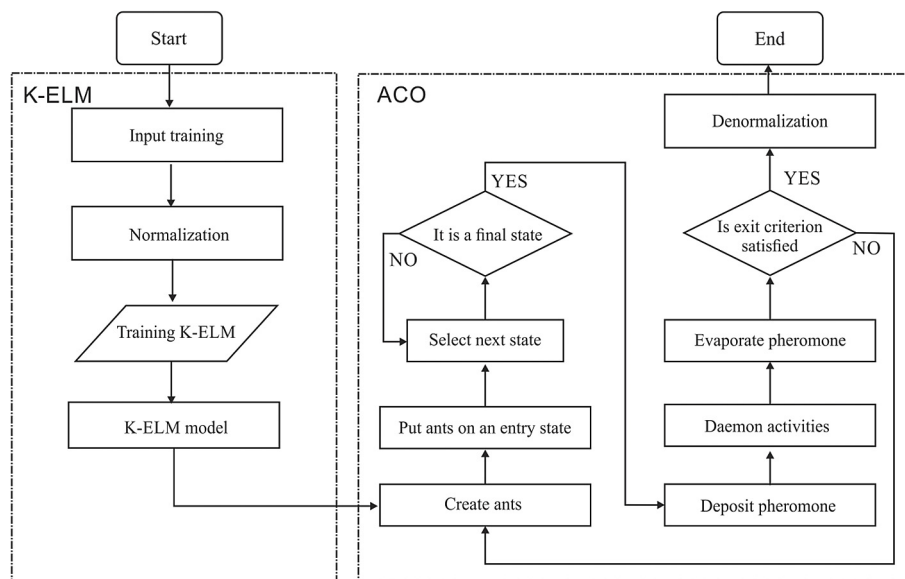 Start
K-ELM
Input training
Normalization
Training K-ELM
K-ELM model
ACO
YES
It is a final state
NO
Select next state
Put ants on an entry state
Create ants
End
Denormalization
YES
Is exit criterion
satisfied
NO
Evaporate pheromone
Daemon activities
Deposit pheromone